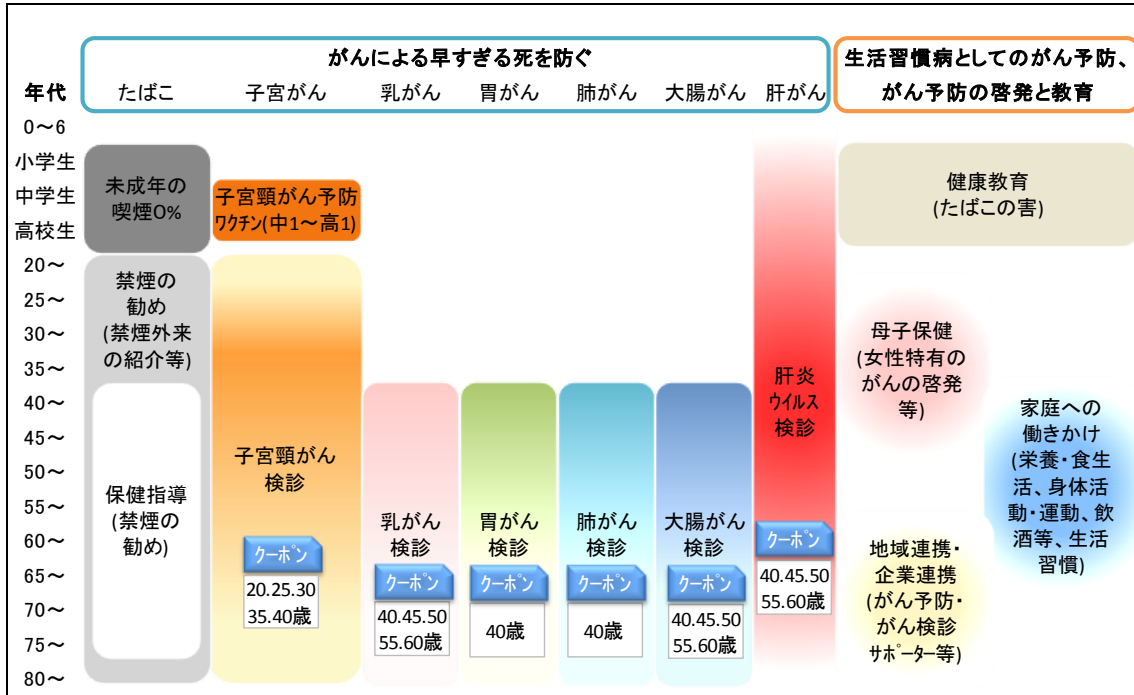 がんによる早すぎる死を防ぐ
生活習慣病としてのがん予防、
がん予防の啓発と教育
年代
たばこ
子宮がん
乳がん
胃がん
肺がん
大腸がん
肝がん
0~6
小学生
中学生
高校生
20~
25~
30~
35~
40~
45~
50~
55~
60~
65~
70~
75~
80~
未成年の
喫煙0%
禁煙の
勧め
(禁煙外来
の紹介等)
保健指導
(禁煙の
勧め)
子宮頸がん予防
ワクチン(中1~高1)
子宮頸がん
検診
クーポン
20.25.30
35.40歳
乳がん
検診
クーポン
40.45.50
55.60歳
胃がん
検診
クーポン
40歳
肺がん
検診
クーポン
40歳
大腸がん
検診
クーポン
40.45.50
55.60歳
肝炎
ウイルス
検診
クーポン
40.45.50
55.60歳
健康教育
(たばこの害)
母子保健
(女性特有の
がんの啓発
等)
家庭への
働きかけ
(栄養・食生
活、身体活
動・運動、飲
酒等、生活
習慣)
地域連携・
企業連携
(がん予防・
がん検診
サポーター等)